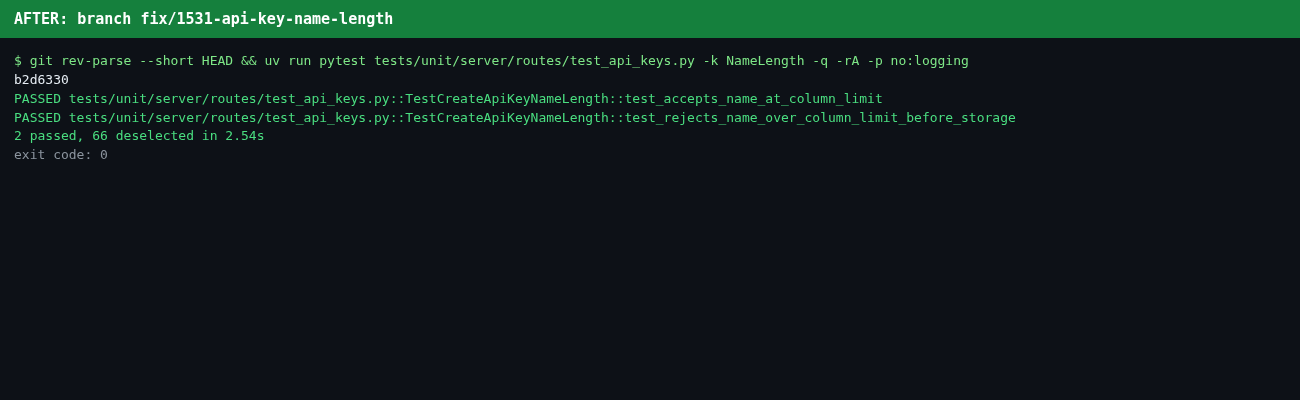 AFTER: branch fix/1531-api-key-name-length
$ git rev-parse --short HEAD && uv run pytest tests/unit/server/routes/test_api_keys.py -k NameLength -q -rA -p no:logging
b2d6330
PASSED tests/unit/server/routes/test_api_keys.py::TestCreateApiKeyNameLength::test_accepts_name_at_column_limit
PASSED tests/unit/server/routes/test_api_keys.py::TestCreateApiKeyNameLength::test_rejects_name_over_column_limit_before_storage
2 passed, 66 deselected in 2.54s
exit code: 0